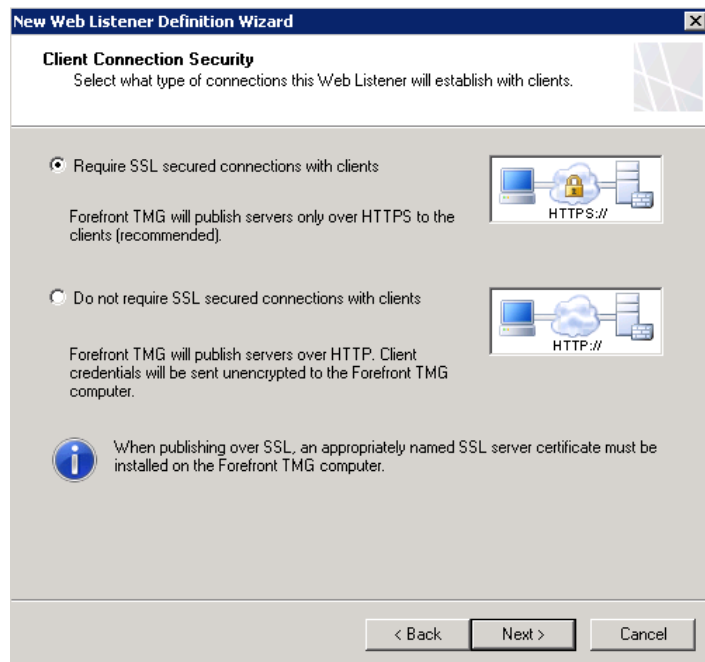 New Web Listener Definition Wizard
Client Connection Security
Select what type of connections this Web Listener will establish with clients.
Require SSL secured connections with clients
HTTPS://
Forefront TMG will publish servers only over HTTPS to the
clients (recommended).
Do not require SSL secured connections with clients
HTTP://
Forefront TMG will publish servers over HTTP. Client
credentials will be sent unencrypted to the Forefront TMG
computer.
When publishing over SSL, an appropriately named SSL server certificate must be
installed on the Forefront TMG computer.
< Back
Next >
Cancel